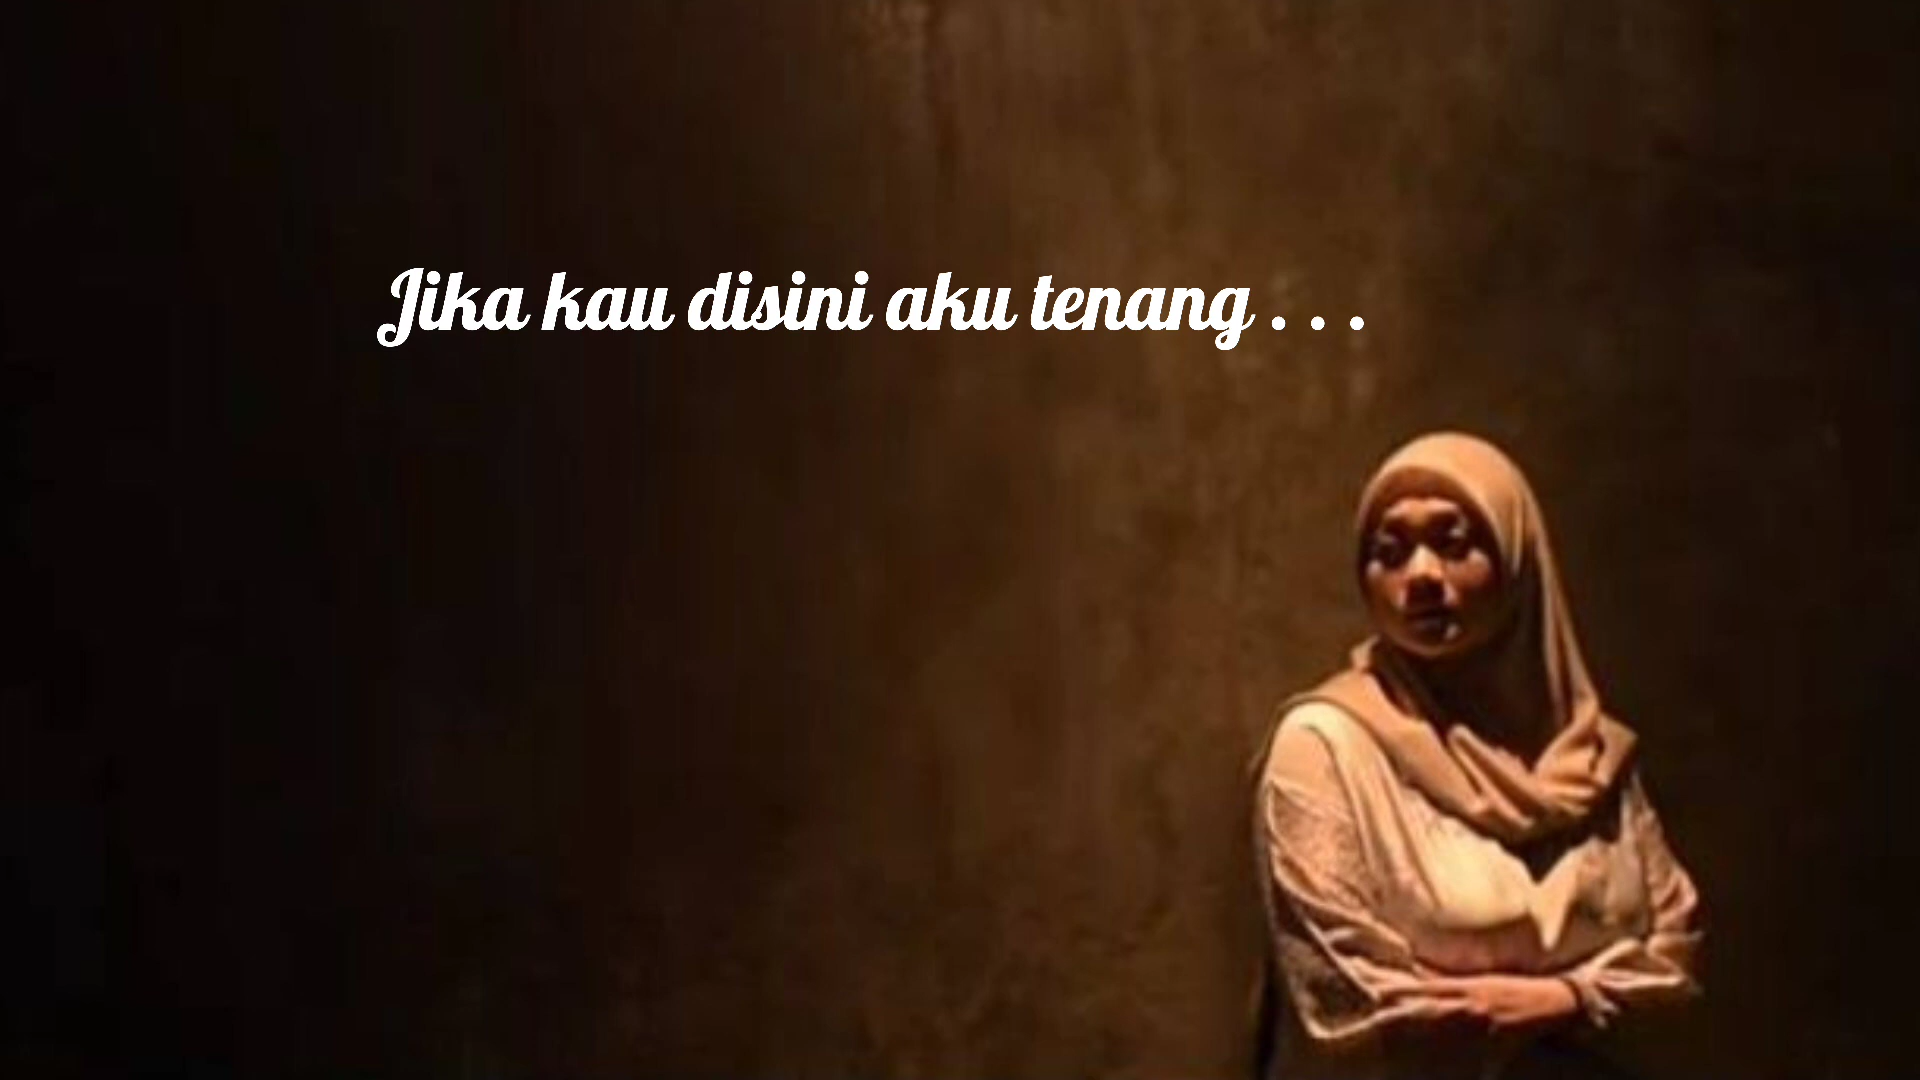 Jika kau disini aku tenang . . .